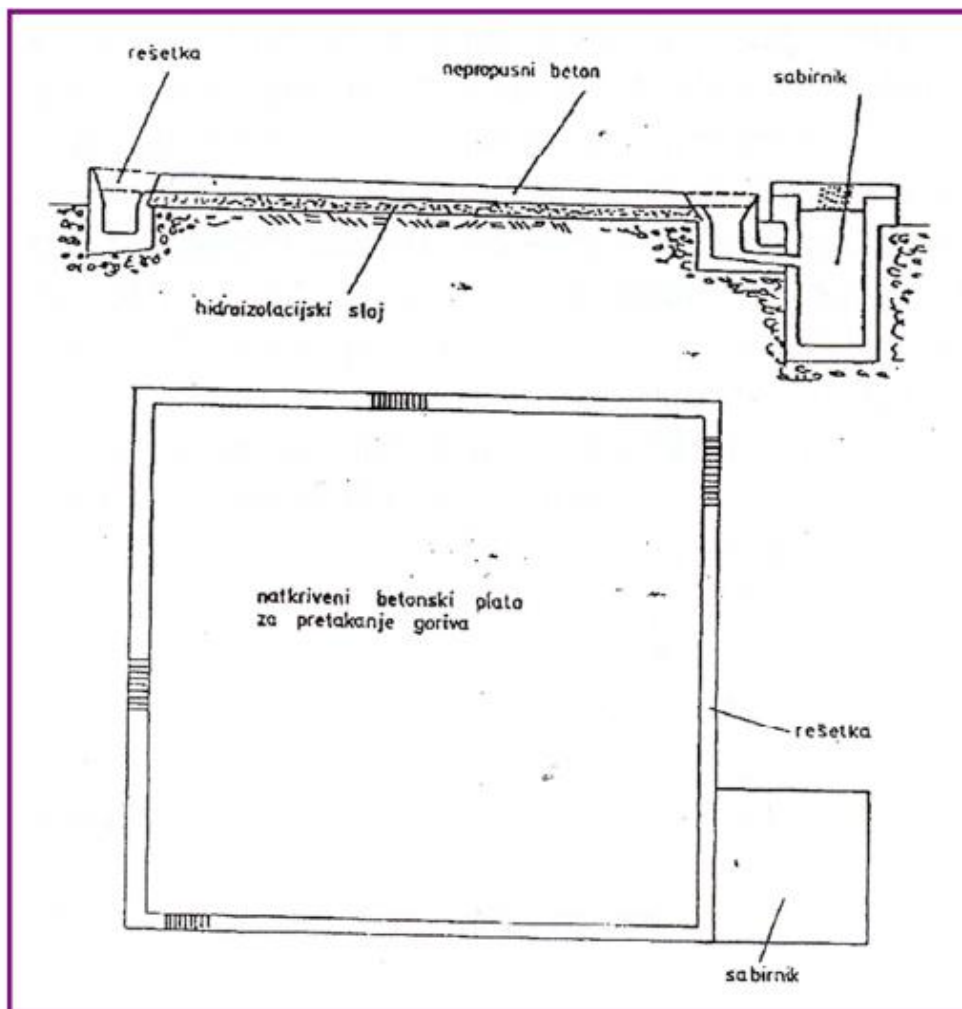 rešetka
nepropusni beton
sabirnik
hidroizolacijski sloj
natkriveni betonski plato
za pretakanje goriva
rešetka
sabirnik